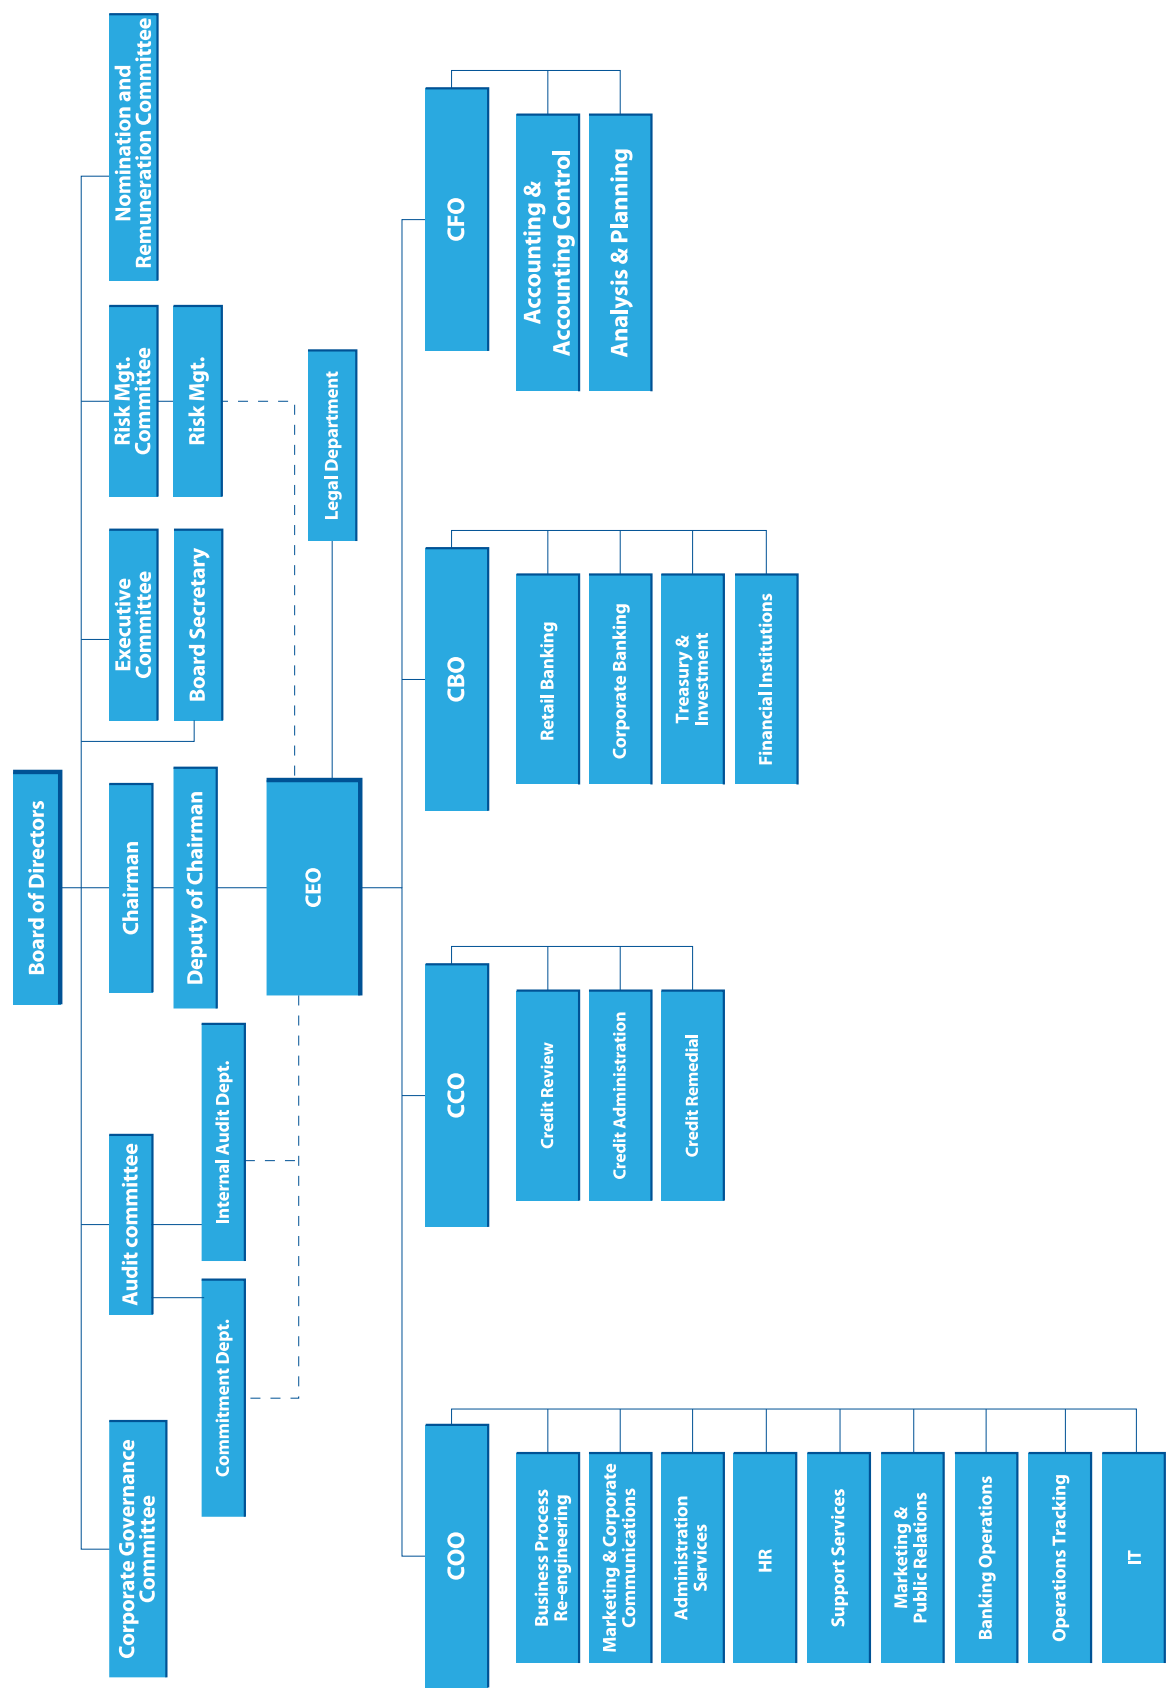 Board of Directors
Corporate Governance
Committee
Audit committee
Chairman
Executive
Committee
Risk Mgt.
Committee
Nomination and
Remuneration Committee
Deputy of Chairman
Board Secretary
Risk Mgt.
Commitment Dept.
Internal Audit Dept.
CEO
Legal Department
COO
Business Process
Re-engineering
Marketing & Corporate
Communications
Administration
Services
HR
Support Services
Marketing &
Public Relations
Banking Operations
Operations Tracking
IT
CCO
Credit Review
Credit Administration
Credit Remedial
CBO
Retail Banking
Corporate Banking
Treasury &
Investment
Financial Institutions
CFO
Accounting &
Accounting Control
Analysis & Planning